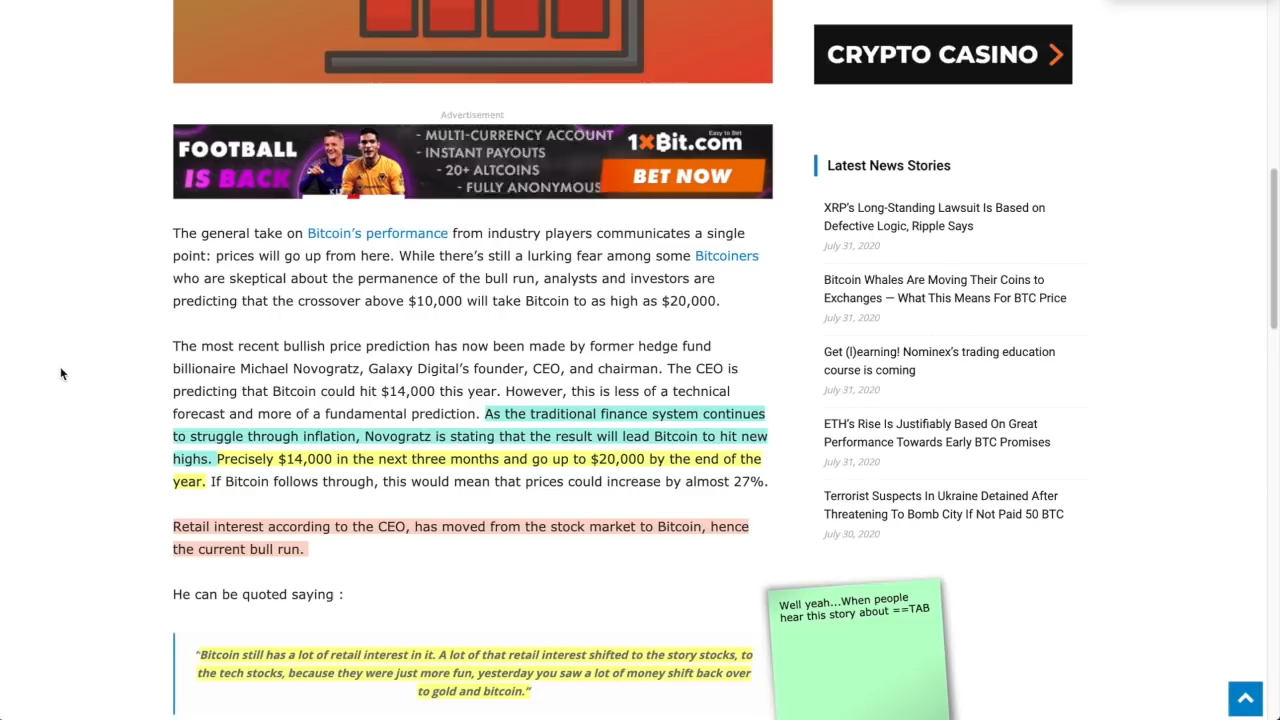 CRYPTO CASINO
Advertisement
FOOTBALL
IS BACK
- MULTI-CURRENCY ACCOUNT
- INSTANT PAYOUTS
- 20+ ALTCOINS
- FULLY ANONYMOUS
Easy to Bet
1xBit.com
BET NOW
The general take on Bitcoin’s performance from industry players communicates a single
point: prices will go up from here. While there’s still a lurking fear among some Bitcoiners
who are skeptical about the permanence of the bull run, analysts and investors are
predicting that the crossover above $10,000 will take Bitcoin to as high as $20,000.
The most recent bullish price prediction has now been made by former hedge fund
billionaire Michael Novogratz, Galaxy Digital’s founder, CEO, and chairman. The CEO is
predicting that Bitcoin could hit $14,000 this year. However, this is less of a technical
forecast and more of a fundamental prediction. As the traditional finance system continues
to struggle through inflation, Novogratz is stating that the result will lead Bitcoin to hit new
highs. Precisely $14,000 in the next three months and go up to $20,000 by the end of the
year. If Bitcoin follows through, this would mean that prices could increase by almost 27%.
Retail interest according to the CEO, has moved from the stock market to Bitcoin, hence
the current bull run.
He can be quoted saying :
“Bitcoin still has a lot of retail interest in it. A lot of that retail interest shifted to the story stocks, to
the tech stocks, because they were just more fun, yesterday you saw a lot of money shift back over
to gold and bitcoin.”
Latest News Stories
XRP’s Long-Standing Lawsuit Is Based on
Defective Logic, Ripple Says
July 31, 2020
Bitcoin Whales Are Moving Their Coins to
Exchanges — What This Means For BTC Price
July 31, 2020
Get (l)earning! Nominex’s trading education
course is coming
July 31, 2020
ETH’s Rise Is Justifiably Based On Great
Performance Towards Early BTC Promises
July 31, 2020
Terrorist Suspects In Ukraine Detained After
Threatening To Bomb City If Not Paid 50 BTC
July 30, 2020
Well yeah...When people
hear this story about ==TAB